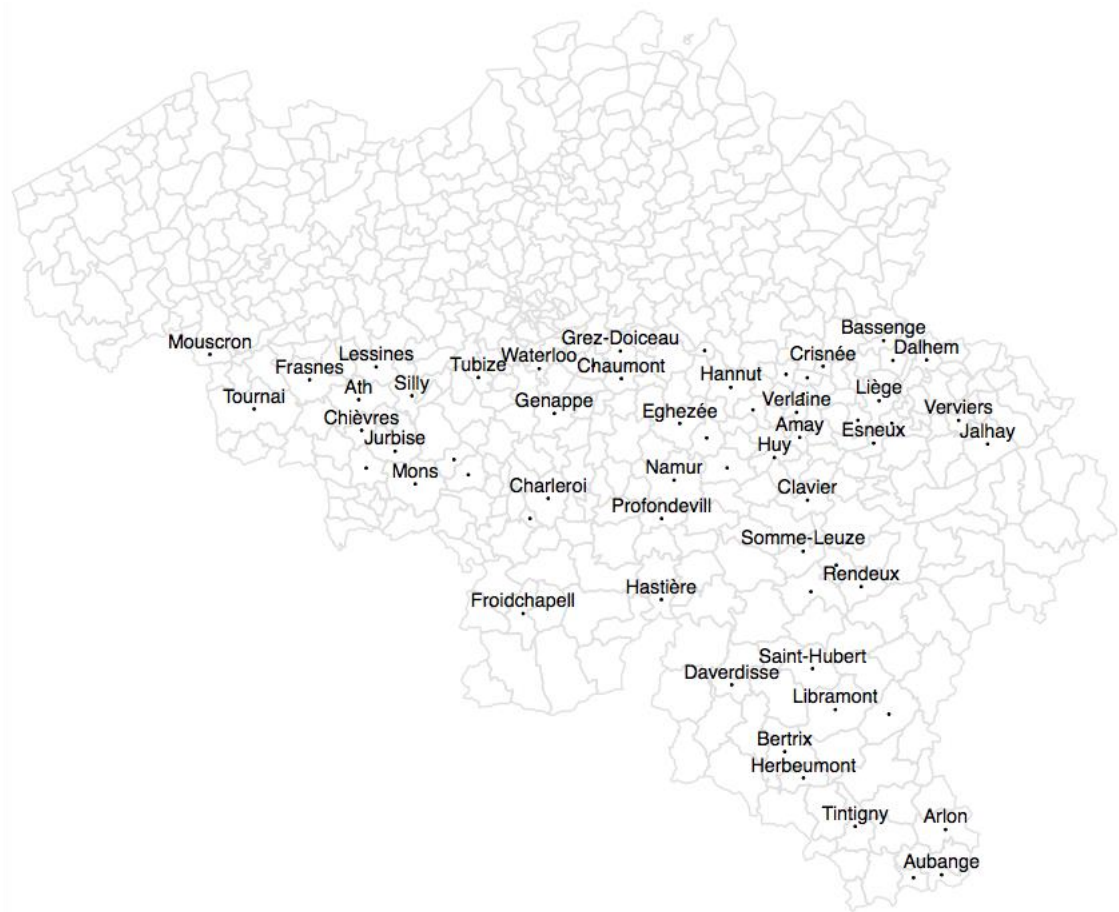 Bassenge
Grez-Doiceau
Mouscron
Dalhem
Lessines
Waterloo
Crisnée
Tubize
Chaumont
Frasnes
Hannut
Ath
Silly
Liège
Tournai
Genappe
Verlaine
Eghezée
Verviers
Chièvres
Amay
Esneux
Jalhay
Jurbise
Huy
Mons
Namur
Charleroi
Clavier
Profondevill
Somme-Leuze
Rendeux
Hastière
Froidchapell
Saint-Hubert
Daverdisse
Libramont
Bertrix
Herbeumont
Tintigny
Arlon
Aubange